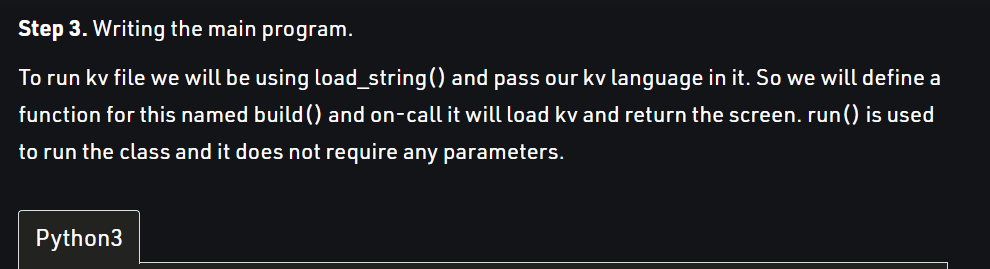 Step 3. Writing the main program.
To run kv file we will be using load_string() and pass our kv language in it. So we will define a
function for this named build() and on-call it will load kv and return the screen. run() is used
to run the class and it does not require any parameters.
Python3